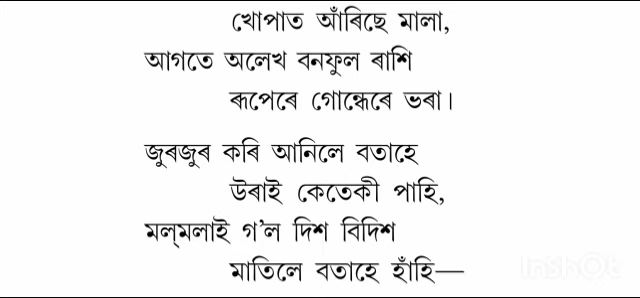 খোপাত আঁৰিছে মালা,
আগতে অলেখ বনফুল ৰাশি
ৰূপেৰে গোন্ধেৰে ভৰা।
জুৰজুৰ কৰি আনিলে বতাহে
উৰাই কেতেকী পাহি,
মল্‌মলাই গ’ল দিশ বিদিশ
মাতিলে বতাহে হাঁহি—
InShOt